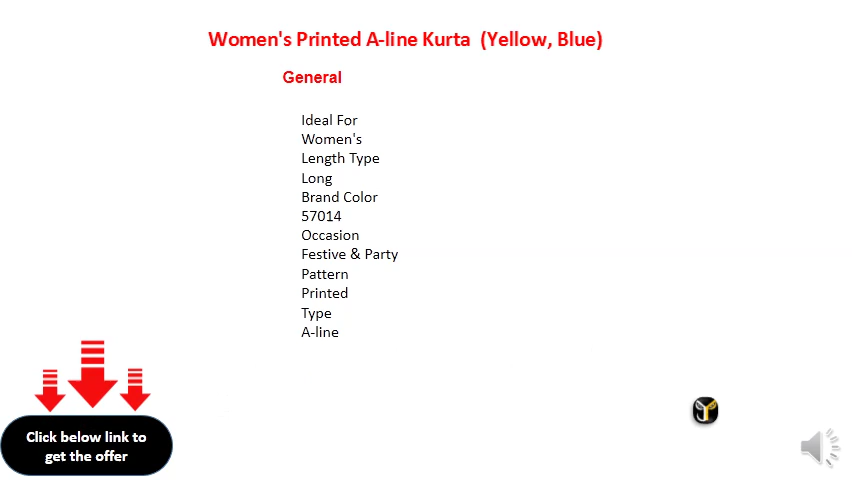 Women's Printed A-line Kurta  (Yellow, Blue)
General
Ideal For
Women's
Length Type
Long
Brand Color
57014
Occasion
Festive & Party
Pattern
Printed
Type
A-line
Click below link to
get the offer